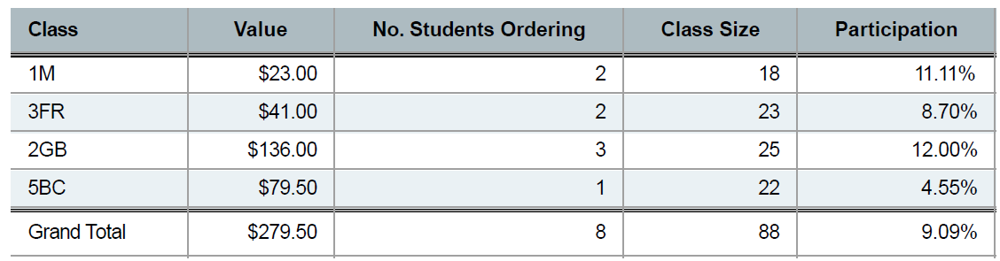 Class Value No. Students Ordering Class Size Participation
1M $23.00 2 18 11.11%
3FR $41.00 2 23 8.70%
2GB $136.00 3 25 12.00%
5BC $79.50 1 22 4.55%
Grand Total $279.50 8 88 9.09%